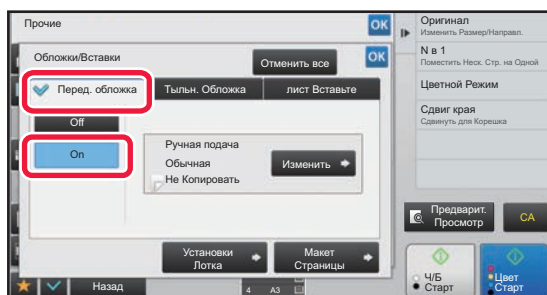 Прочие
OK
Обложки/Вставки
Отменить все
OK
Перед. обложка
Тыльн. Обложка
лист Вставьте
Off
On
Ручная подача
Обычная
Не Копировать
Изменить
Установки
Лотка
Макет
Страницы
Назад
4
A3
Оригинал
Изменить Размер/Направл.
N в 1
Поместить Неск. Стр. на Одной
Цветной Режим
Сдвиг края
Сдвинуть для Корешка
Предварит.
Просмотр
CA
Ч/Б
Старт
Цвет
Старт